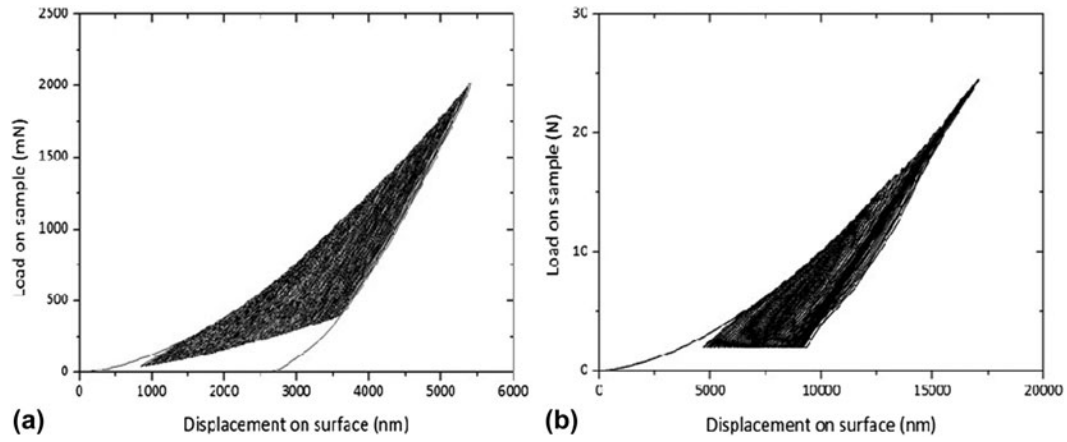 2500
2000
1500
1000
500
0
0 1000 2000 3000 4000 5000 6000
Load on sample (mN)
Displacement on surface (nm)
(a)
30
20
10
0
0 5000 10000 15000 20000
Load on sample (N)
Displacement on surface (nm)
(b)